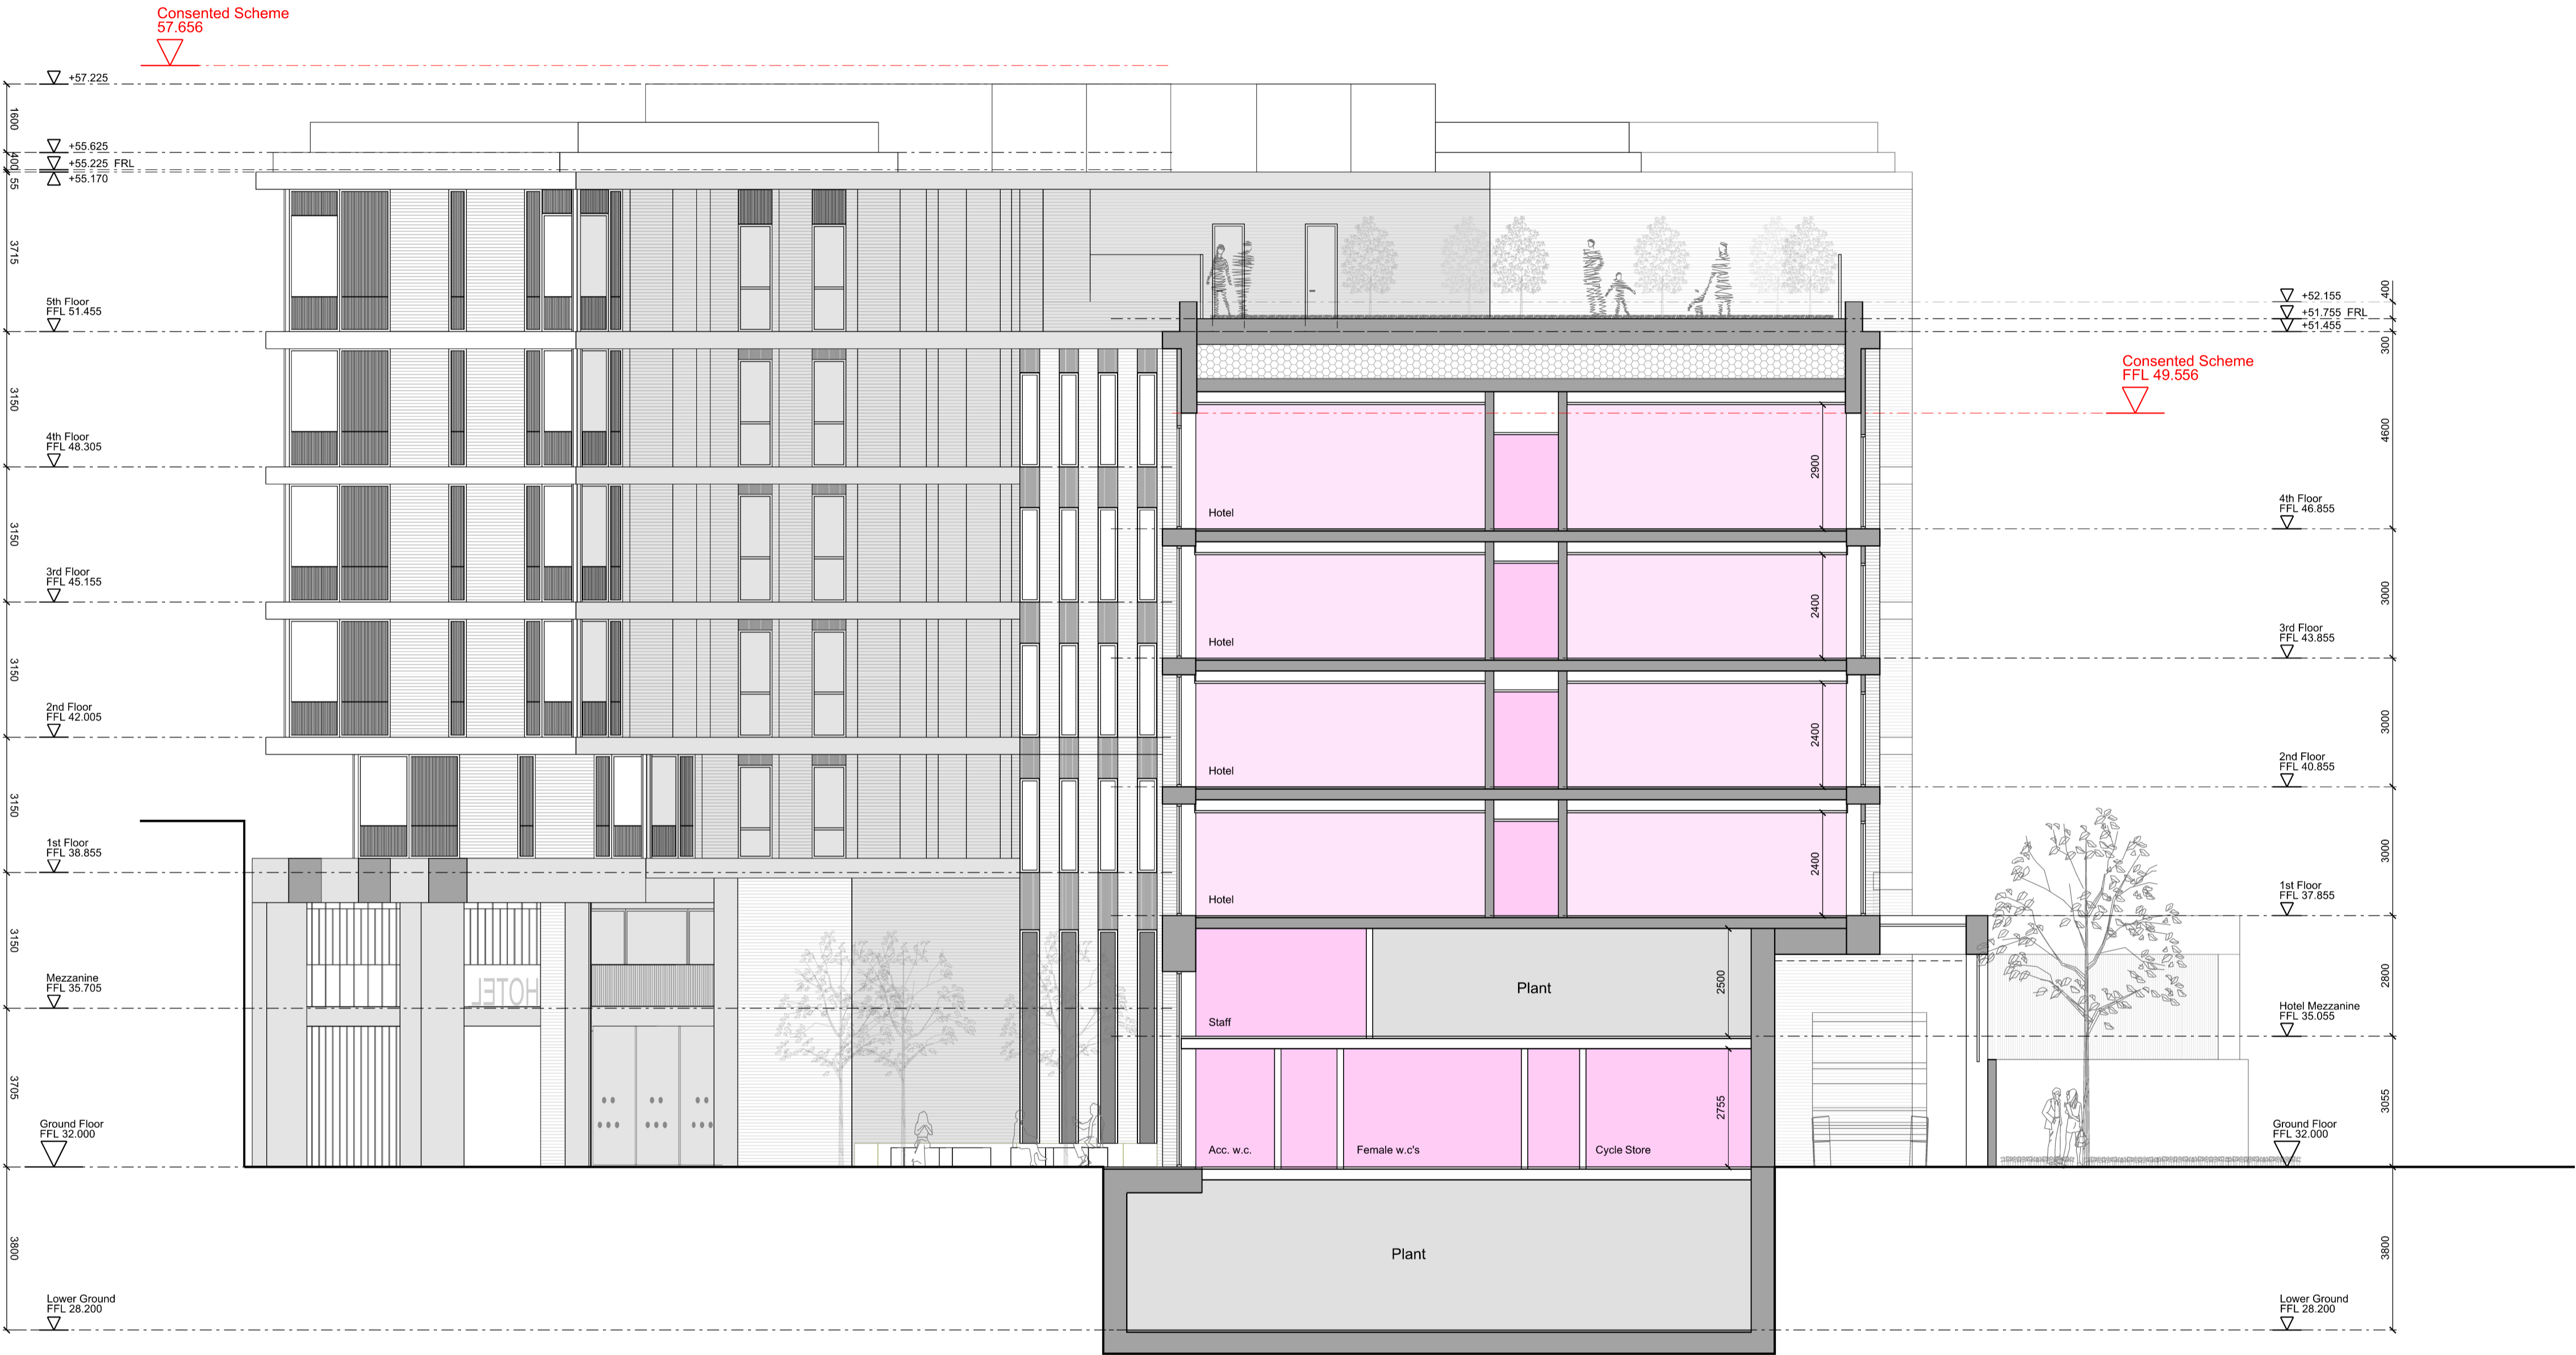 Consented Scheme
57.656
+57.225
1600
+55.625
400
+55.225 FRL
55
+55.170
3715
5th Floor
FFL 51.455
3150
4th Floor
FFL 48.305
3150
3rd Floor
FFL 45.155
3150
2nd Floor
FFL 42.005
3150
1st Floor
FFL 38.855
3150
Mezzanine
FFL 35.705
3705
Ground Floor
FFL 32.000
3800
Lower Ground
FFL 28.200
HOTEL
Hotel
2900
Hotel
2400
Hotel
2400
Hotel
2400
Staff
Plant
2500
Acc. w.c.
Female w.c's
Cycle Store
2755
Plant
+52.155
400
+51.755 FRL
+51.455
300
Consented Scheme
FFL 49.556
4600
4th Floor
FFL 46.855
3000
3rd Floor
FFL 43.855
3000
2nd Floor
FFL 40.855
3000
1st Floor
FFL 37.855
2800
Hotel Mezzanine
FFL 35.055
3055
Ground Floor
FFL 32.000
3800
Lower Ground
FFL 28.200